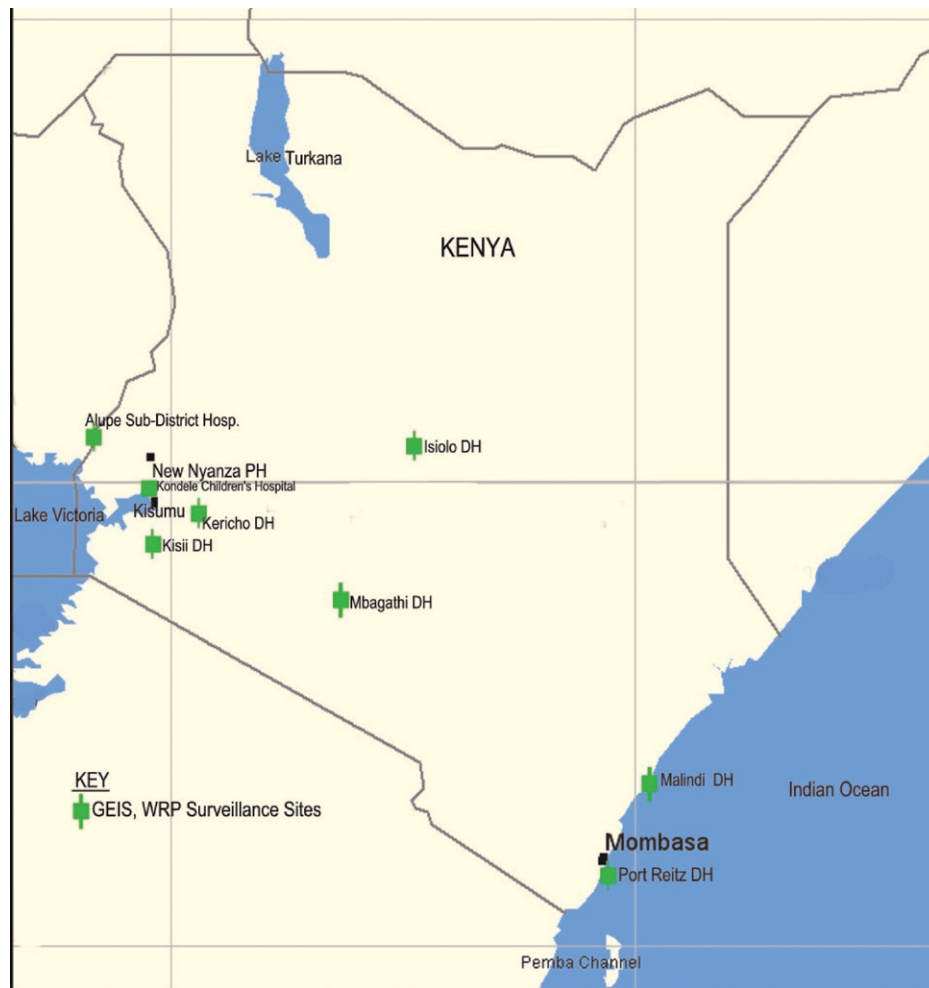 Lake Turkana
KENYA
Alupe Sub-District Hosp.
Isiolo DH
New Nyanza PH
Kondele Children's Hospital
Lake Victoria
Kisumu
Kericho DH
Kisii DH
Mbagathi DH
KEY
GEIS, WRP Surveillance Sites
Malindi DH
Indian Ocean
Mombasa
Port Reitz DH
Pemba Channel